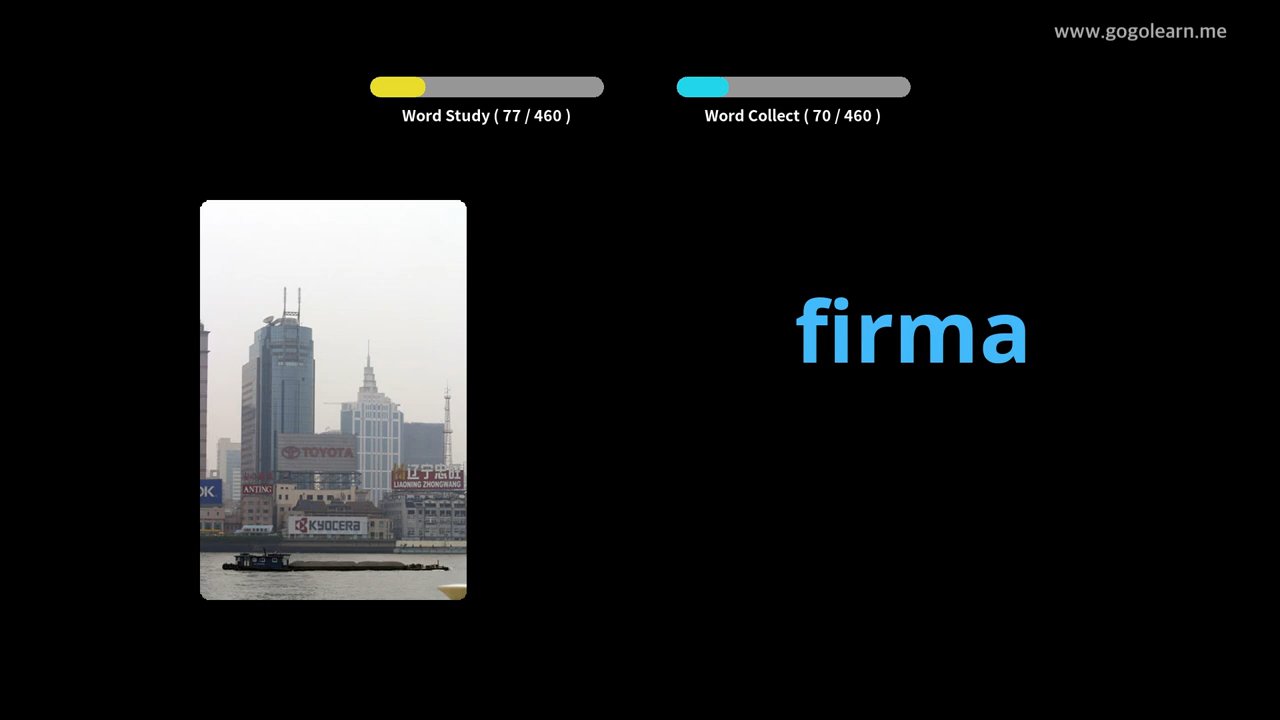 www.gogolearn.me
Word Study ( 77 / 460 )
Word Collect ( 70 / 460 )
firma
TOYOTA
辽宁忠旺
LIAONING ZHONGWANG
ANTING
OK
KYOCERA